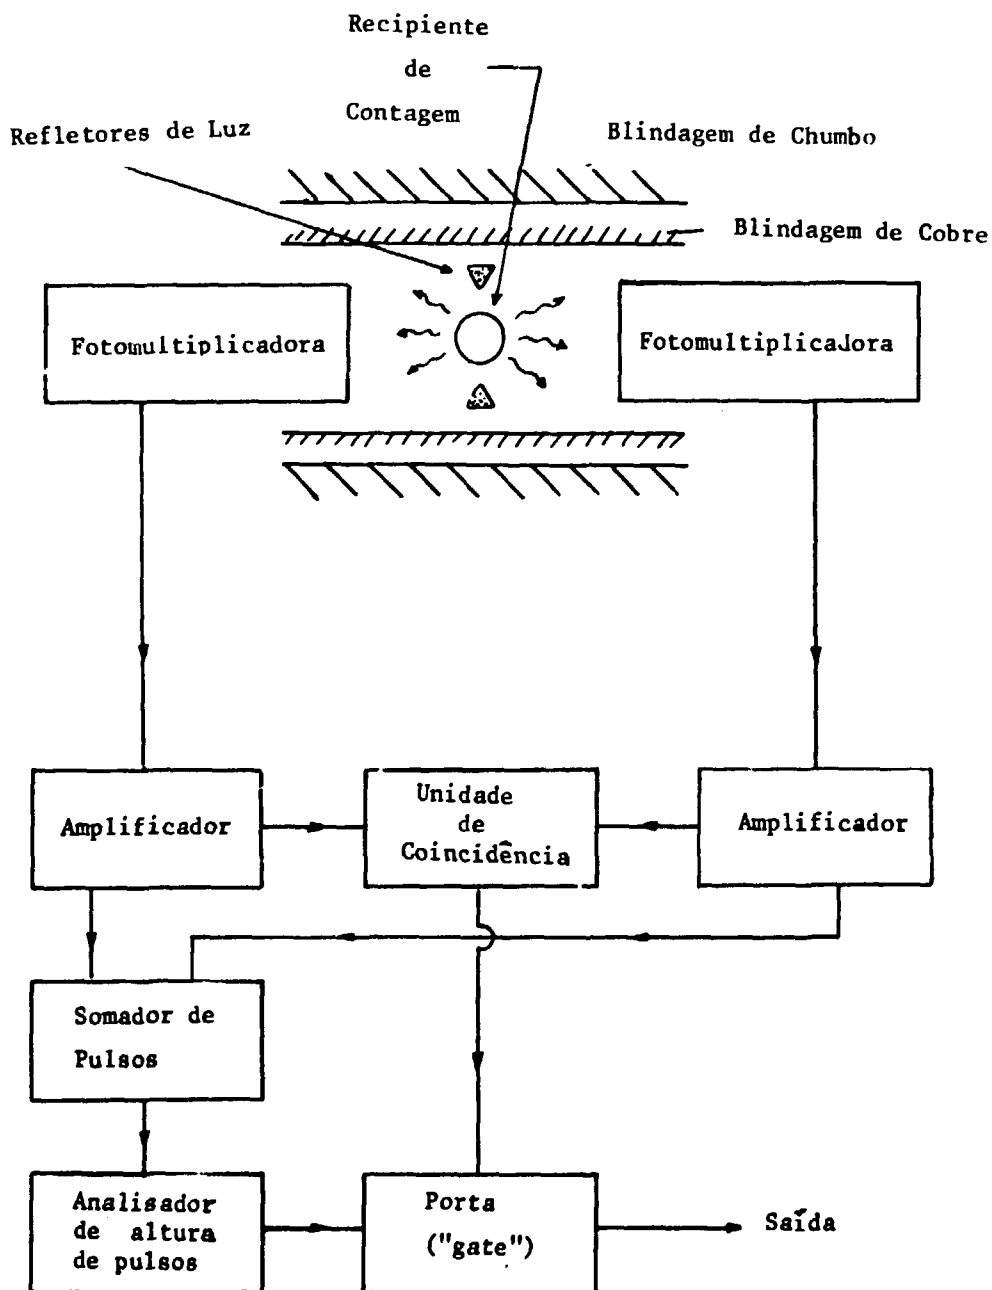 Recipiente
de
Contagem
Refletores de Luz
Blindagem de Chumbo
Blindagem de Cobre
Fotomultiplicadora
Fotomultiplicadora
Amplificador
Unidade
de
Coincidência
Amplificador
Somador de
Pulsos
Analisador
de altura
de pulsos
Porta
("gate")
Saída